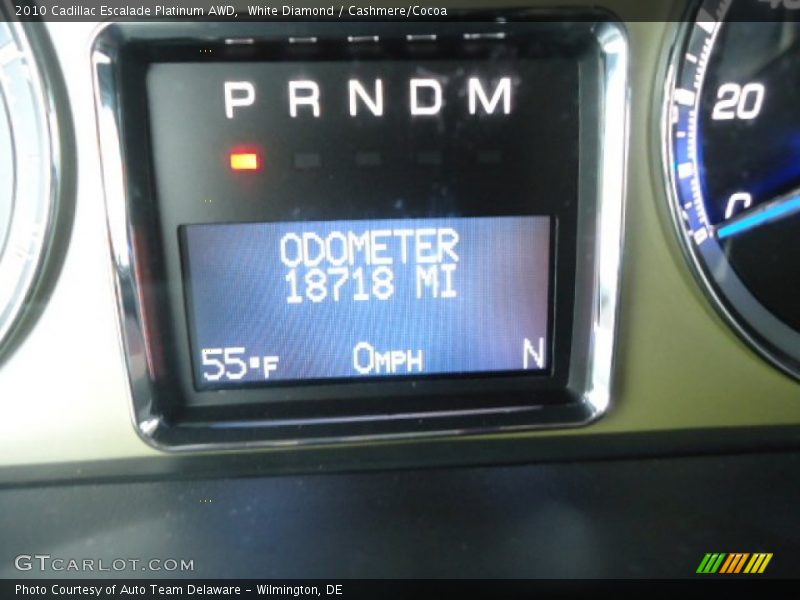 2010 Cadillac Escalade Platinum AWD, White Diamond / Cashmere/Cocoa
P R N D M
20
0
ODOMETER
18718 MI
55°F 0MPH N
GTCARLOT.COM
Photo Courtesy of Auto Team Delaware - Wilmington, DE